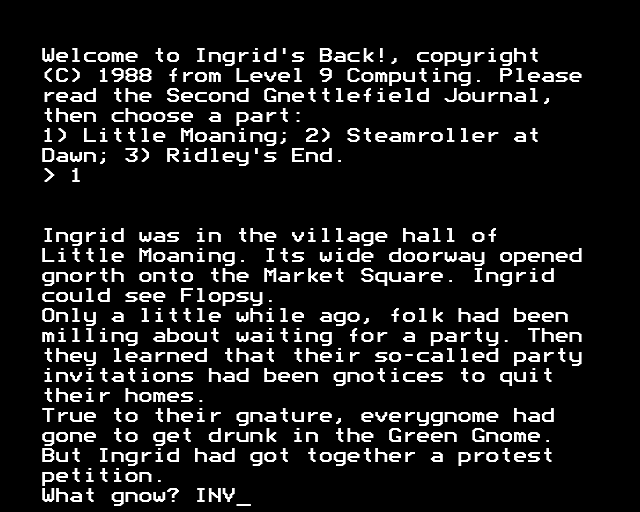 Welcome to Ingrid's Back!, copyright
(C) 1988 from Level 9 Computing. Please
read the Second Gnettlefield Journal,
then choose a part:
1) Little Moaning; 2) Steamroller at
Dawn; 3) Ridley's End.
> 1
Ingrid was in the village hall of
Little Moaning. Its wide doorway opened
gnorth onto the Market Square. Ingrid
could see Flopsy.
Only a little while ago, folk had been
milling about waiting for a party. Then
they learned that their so-called party
invitations had been gnotices to quit
their homes.
True to their gnature, everygnome had
gone to get drunk in the Green Gnome.
But Ingrid had got together a protest
petition.
What gnow? INV_